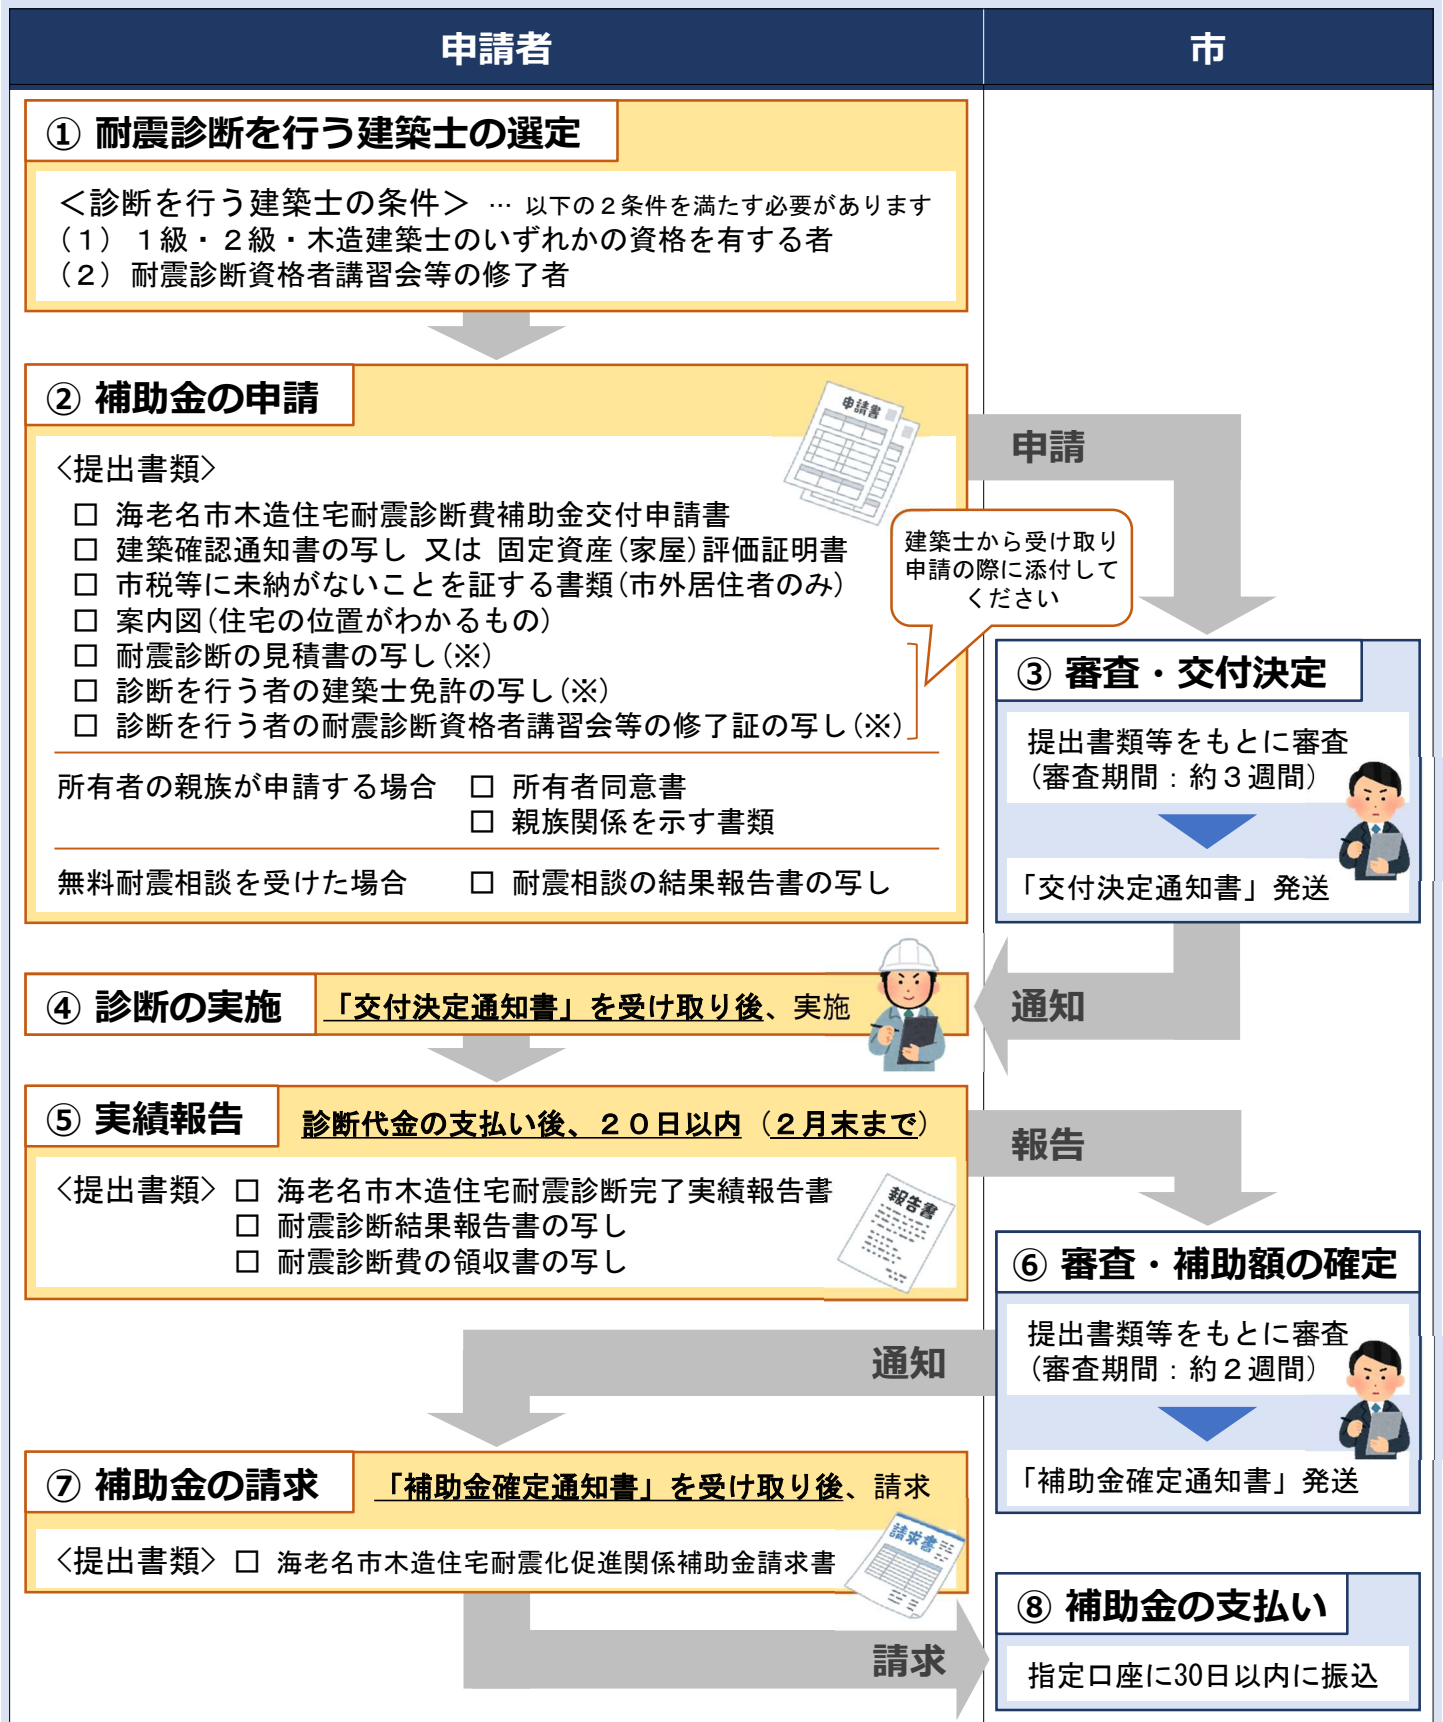 申請者
市
① 耐震診断を行う建築士の選定
＜診断を行う建築士の条件＞ … 以下の２条件を満たす必要があります
（１）１級・２級・木造建築士のいずれかの資格を有する者
（２）耐震診断資格者講習会等の修了者
② 補助金の申請
申請書
申請
<提出書類>
□ 海老名市木造住宅耐震診断費補助金交付申請書
□ 建築確認通知書の写し 又は 固定資産(家屋)評価証明書
□ 市税等に未納がないことを証する書類(市外居住者のみ)
□ 案内図(住宅の位置がわかるもの)
□ 耐震診断の見積書の写し(※)
□ 診断を行う者の建築士免許の写し(※)
□ 診断を行う者の耐震診断資格者講習会等の修了証の写し(※)
建築士から受け取り
申請の際に添付して
ください
所有者の親族が申請する場合 □ 所有者同意書
□ 親族関係を示す書類
無料耐震相談を受けた場合 □ 耐震相談の結果報告書の写し
③ 審査・交付決定
提出書類等をもとに審査
（審査期間：約３週間）
「交付決定通知書」発送
通知
④ 診断の実施 「交付決定通知書」を受け取り後、実施
⑤ 実績報告 診断代金の支払い後、２０日以内（２月末まで）
報告
<提出書類> □ 海老名市木造住宅耐震診断完了実績報告書
□ 耐震診断結果報告書の写し
□ 耐震診断費の領収書の写し
報告書
⑥ 審査・補助額の確定
提出書類等をもとに審査
（審査期間：約２週間）
「補助金確定通知書」発送
通知
⑦ 補助金の請求 「補助金確定通知書」を受け取り後、請求
<提出書類> □ 海老名市木造住宅耐震化促進関係補助金請求書
請求書
請求
⑧ 補助金の支払い
指定口座に30日以内に振込